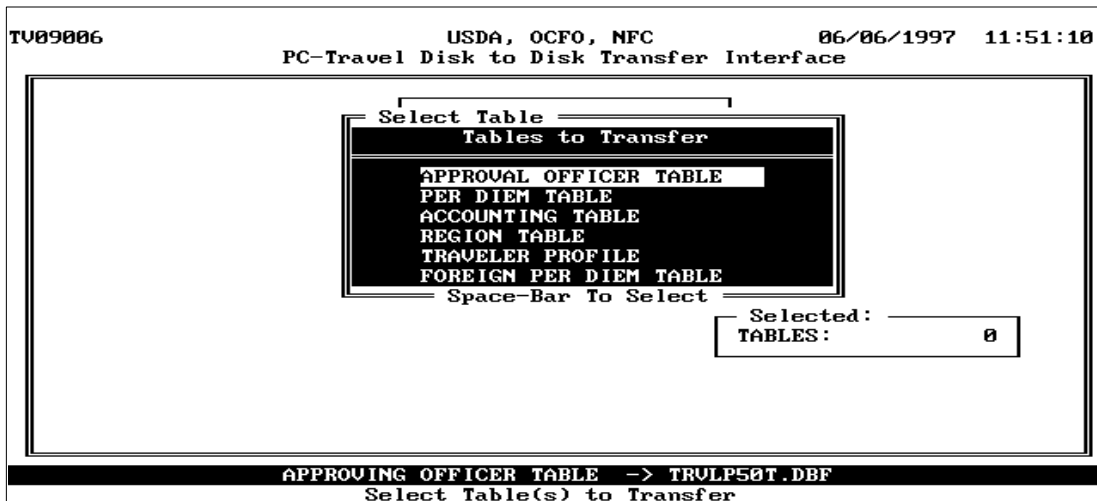 TV09006 USDA, OCFO, NFC 06/06/1997 11:51:10
PC-Travel Disk to Disk Transfer Interface
Select Table
Tables to Transfer
APPROVAL OFFICER TABLE
PER DIEM TABLE
ACCOUNTING TABLE
REGION TABLE
TRAVELER PROFILE
FOREIGN PER DIEM TABLE
Space-Bar To Select
Selected:
TABLES: 0
APPROVING OFFICER TABLE -> TRVLP50T.DBF
Select Table(s) to Transfer